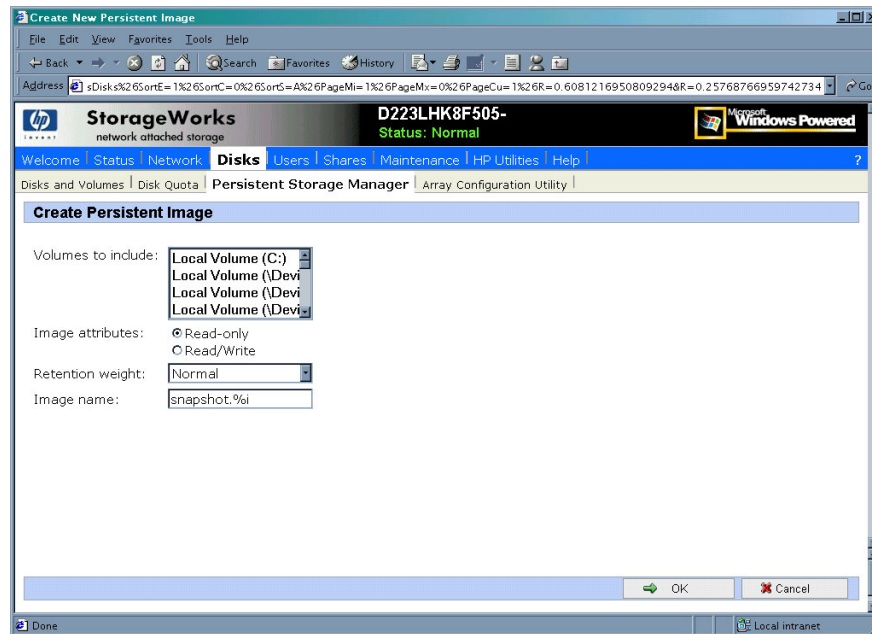 Create New Persistent Image
File Edit View Favorites Tools Help
Back Search Favorites History
Address sDisks%26SortE=1%26SortC=0%26SortS=A%26PageMi=1%26PageMx=0%26PageCu=1%26R=0.6081216950809294&R=0.25768766959742734 Go
hp invent
StorageWorks
network attached storage
D223LHK8F505-
Status: Normal
Microsoft
Windows Powered
Welcome Status Network Disks Users Shares Maintenance HP Utilities Help ?
Disks and Volumes Disk Quota Persistent Storage Manager Array Configuration Utility
Create Persistent Image
Volumes to include: Local Volume (C:)
Local Volume (\Devi
Local Volume (\Devi
Local Volume (\Devi
Image attributes: Read-only
Read/Write
Retention weight: Normal
Image name: snapshot.%i
OK Cancel
Done Local intranet